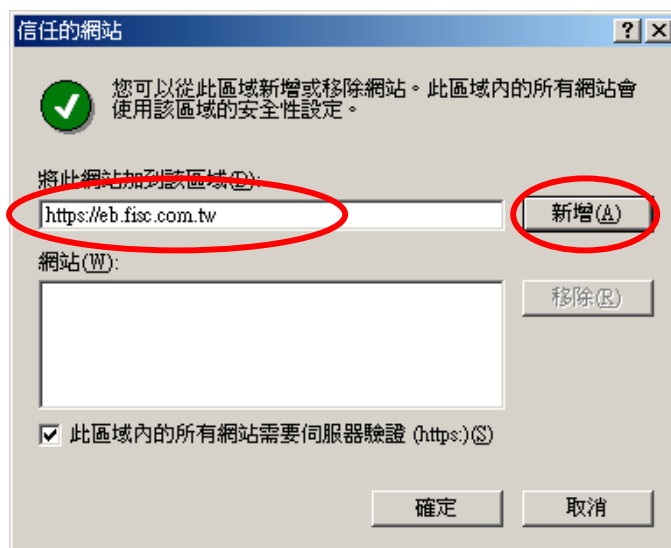 信任的網站
您可以從此區域新增或移除網站。此區域內的所有網站會
使用該區域的安全性設定。
將此網站加到該區域(D):
https://eb.fisc.com.tw
新增(A)
網站(W):
移除(R)
此區域內的所有網站需要伺服器驗證 (https:)(S)
確定
取消